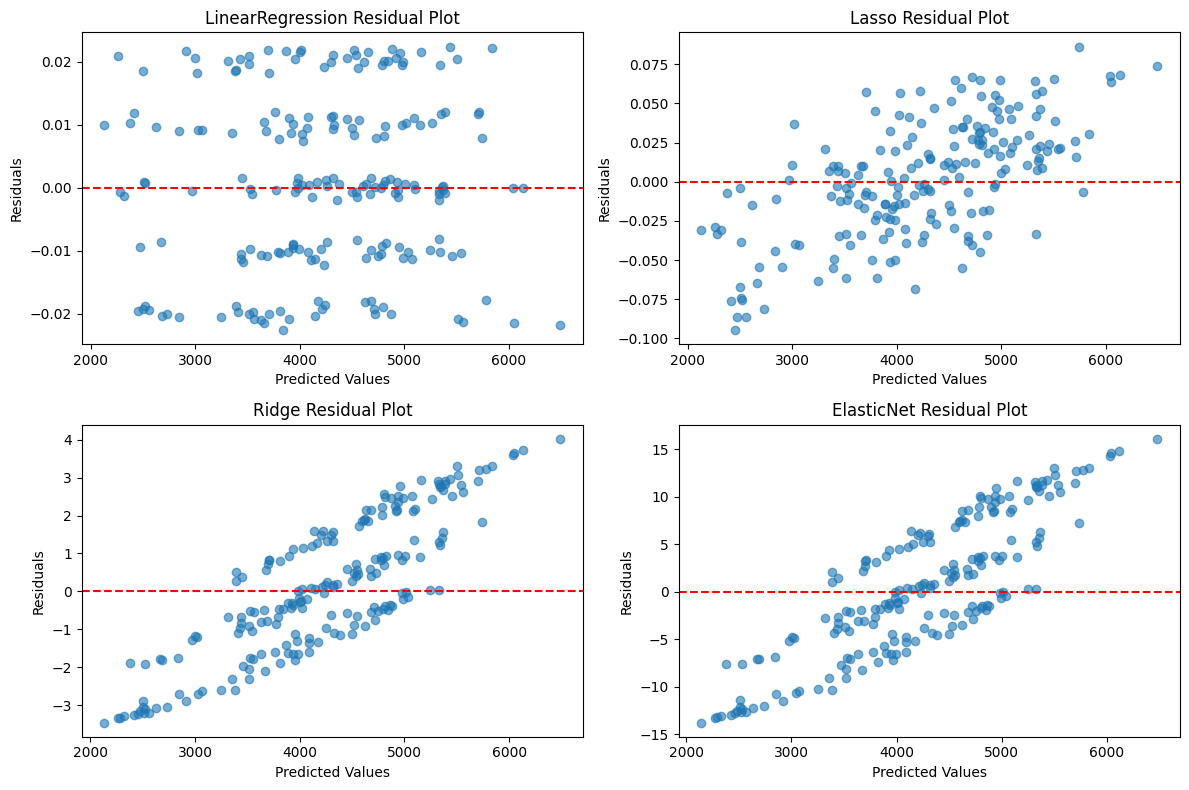 LinearRegression Residual Plot
0.02
0.01
0.00
−0.01
−0.02
Residuals
2000 3000 4000 5000 6000
Predicted Values
Lasso Residual Plot
0.075
0.050
0.025
0.000
−0.025
−0.050
−0.075
−0.100
Residuals
2000 3000 4000 5000 6000
Predicted Values
Ridge Residual Plot
4
3
2
1
0
−1
−2
−3
Residuals
2000 3000 4000 5000 6000
Predicted Values
ElasticNet Residual Plot
15
10
5
0
−5
−10
−15
Residuals
2000 3000 4000 5000 6000
Predicted Values